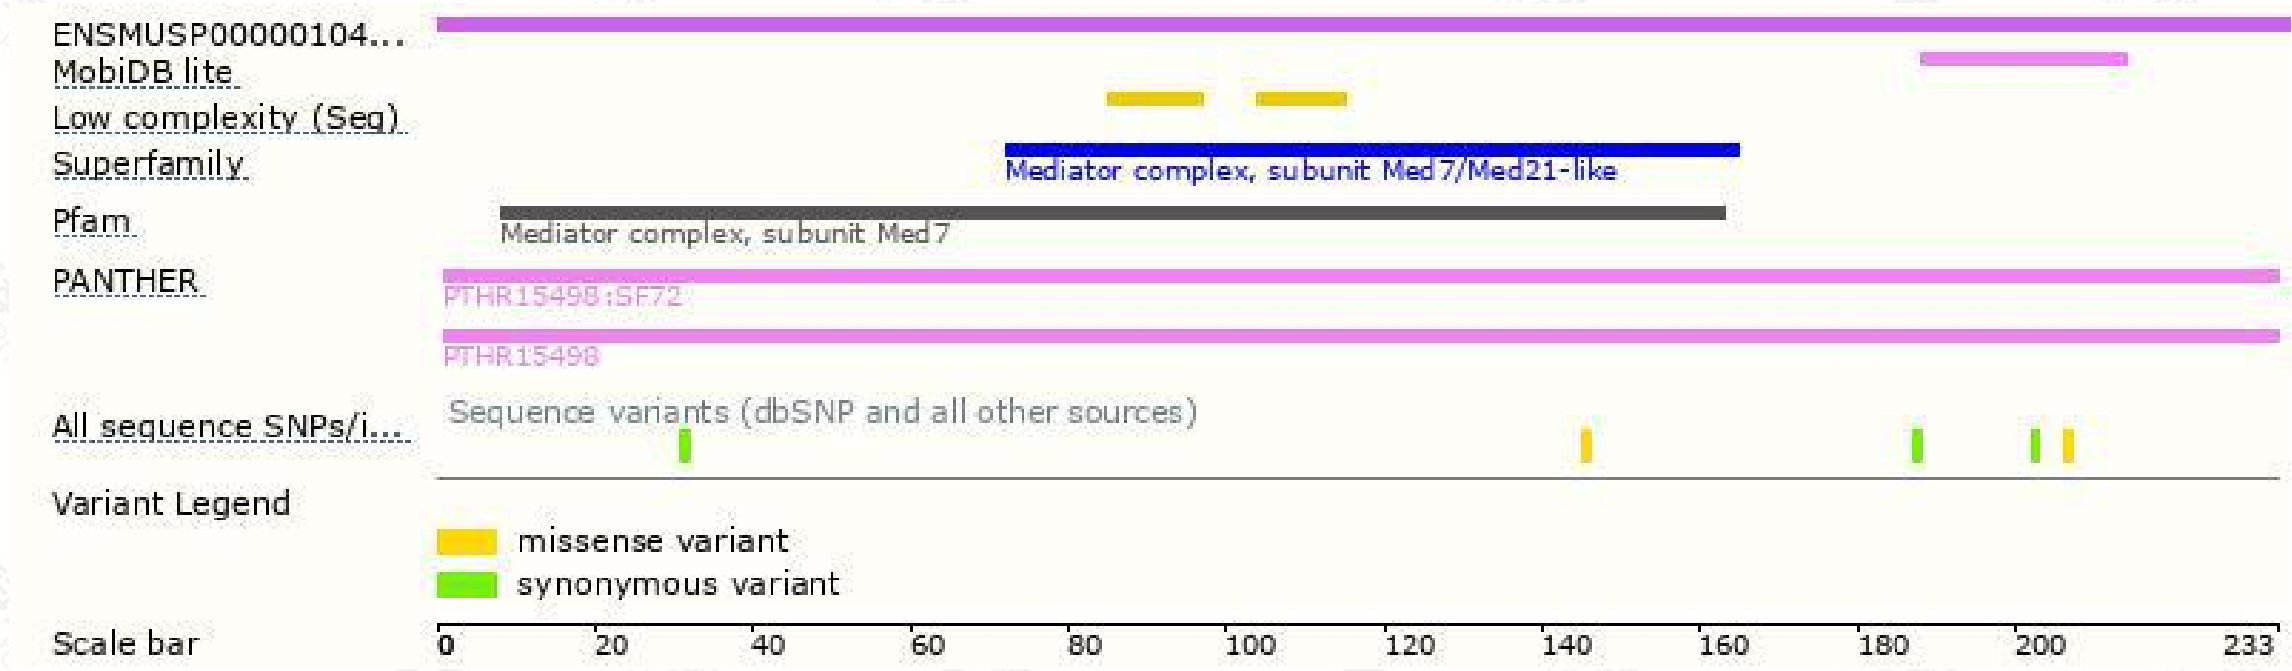 ENSMUSP00000104...
MobiDB lite
Low complexity (Seg)
Superfamily
Mediator complex, subunit Med7/Med21-like
Pfam
Mediator complex, subunit Med7
PANTHER
PTHR15498:SF72
PTHR15498
Sequence variants (dbSNP and all other sources)
All sequence SNPs/i...
Variant Legend
missense variant
synonymous variant
Scale bar 0 20 40 60 80 100 120 140 160 180 200 233